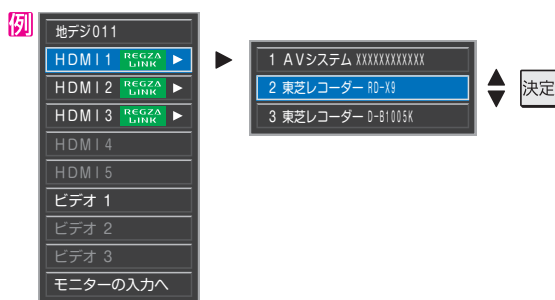 例
地デジ011
HDMI1 REGZA LINK ▶
HDMI2 REGZA LINK ▶
HDMI3 REGZA LINK ▶
HDMI4
HDMI5
ビデオ 1
ビデオ 2
ビデオ 3
モニターの入力へ
1 AVシステム XXXXXXXXXXXX
2 東芝レコーダー RD-X9
3 東芝レコーダー D-B1005K
決定